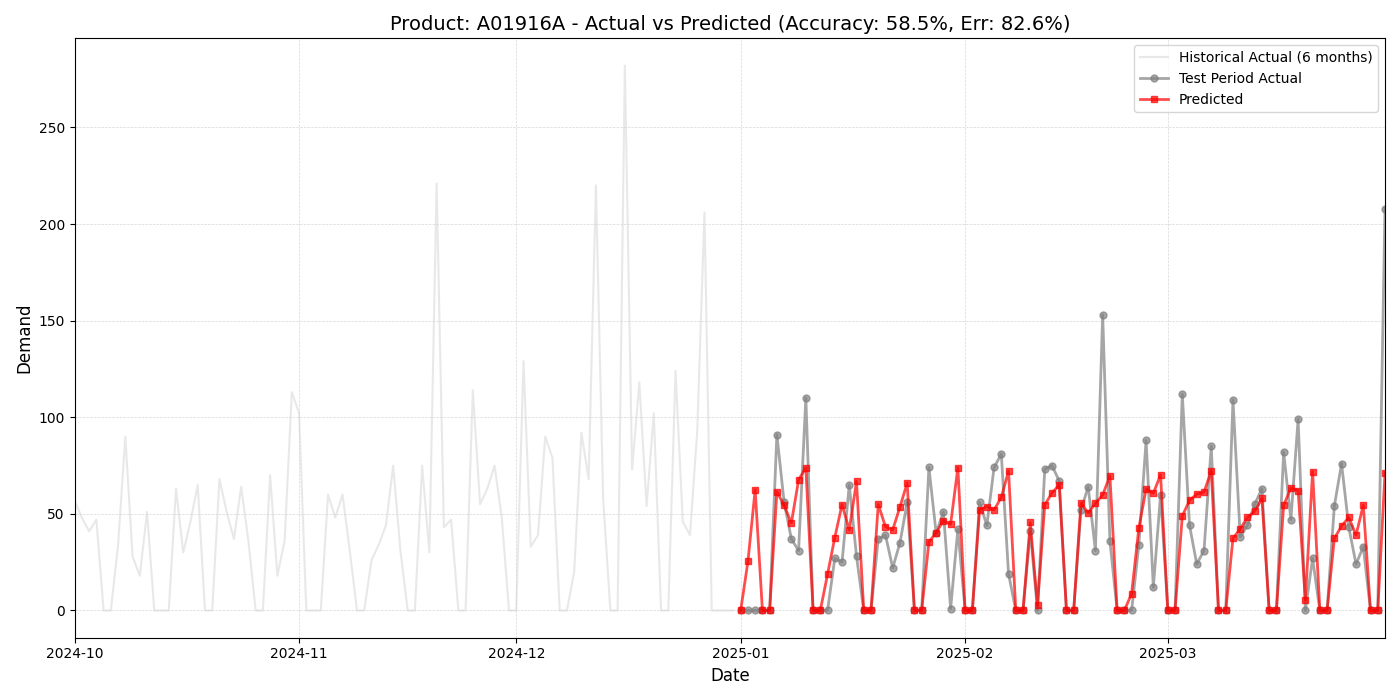 Product: A01916A - Actual vs Predicted (Accuracy: 58.5%, Err: 82.6%)
Historical Actual (6 months)
Test Period Actual
Predicted
Demand
250
200
150
100
50
0
2024-10
2024-11
2024-12
2025-01
2025-02
2025-03
Date